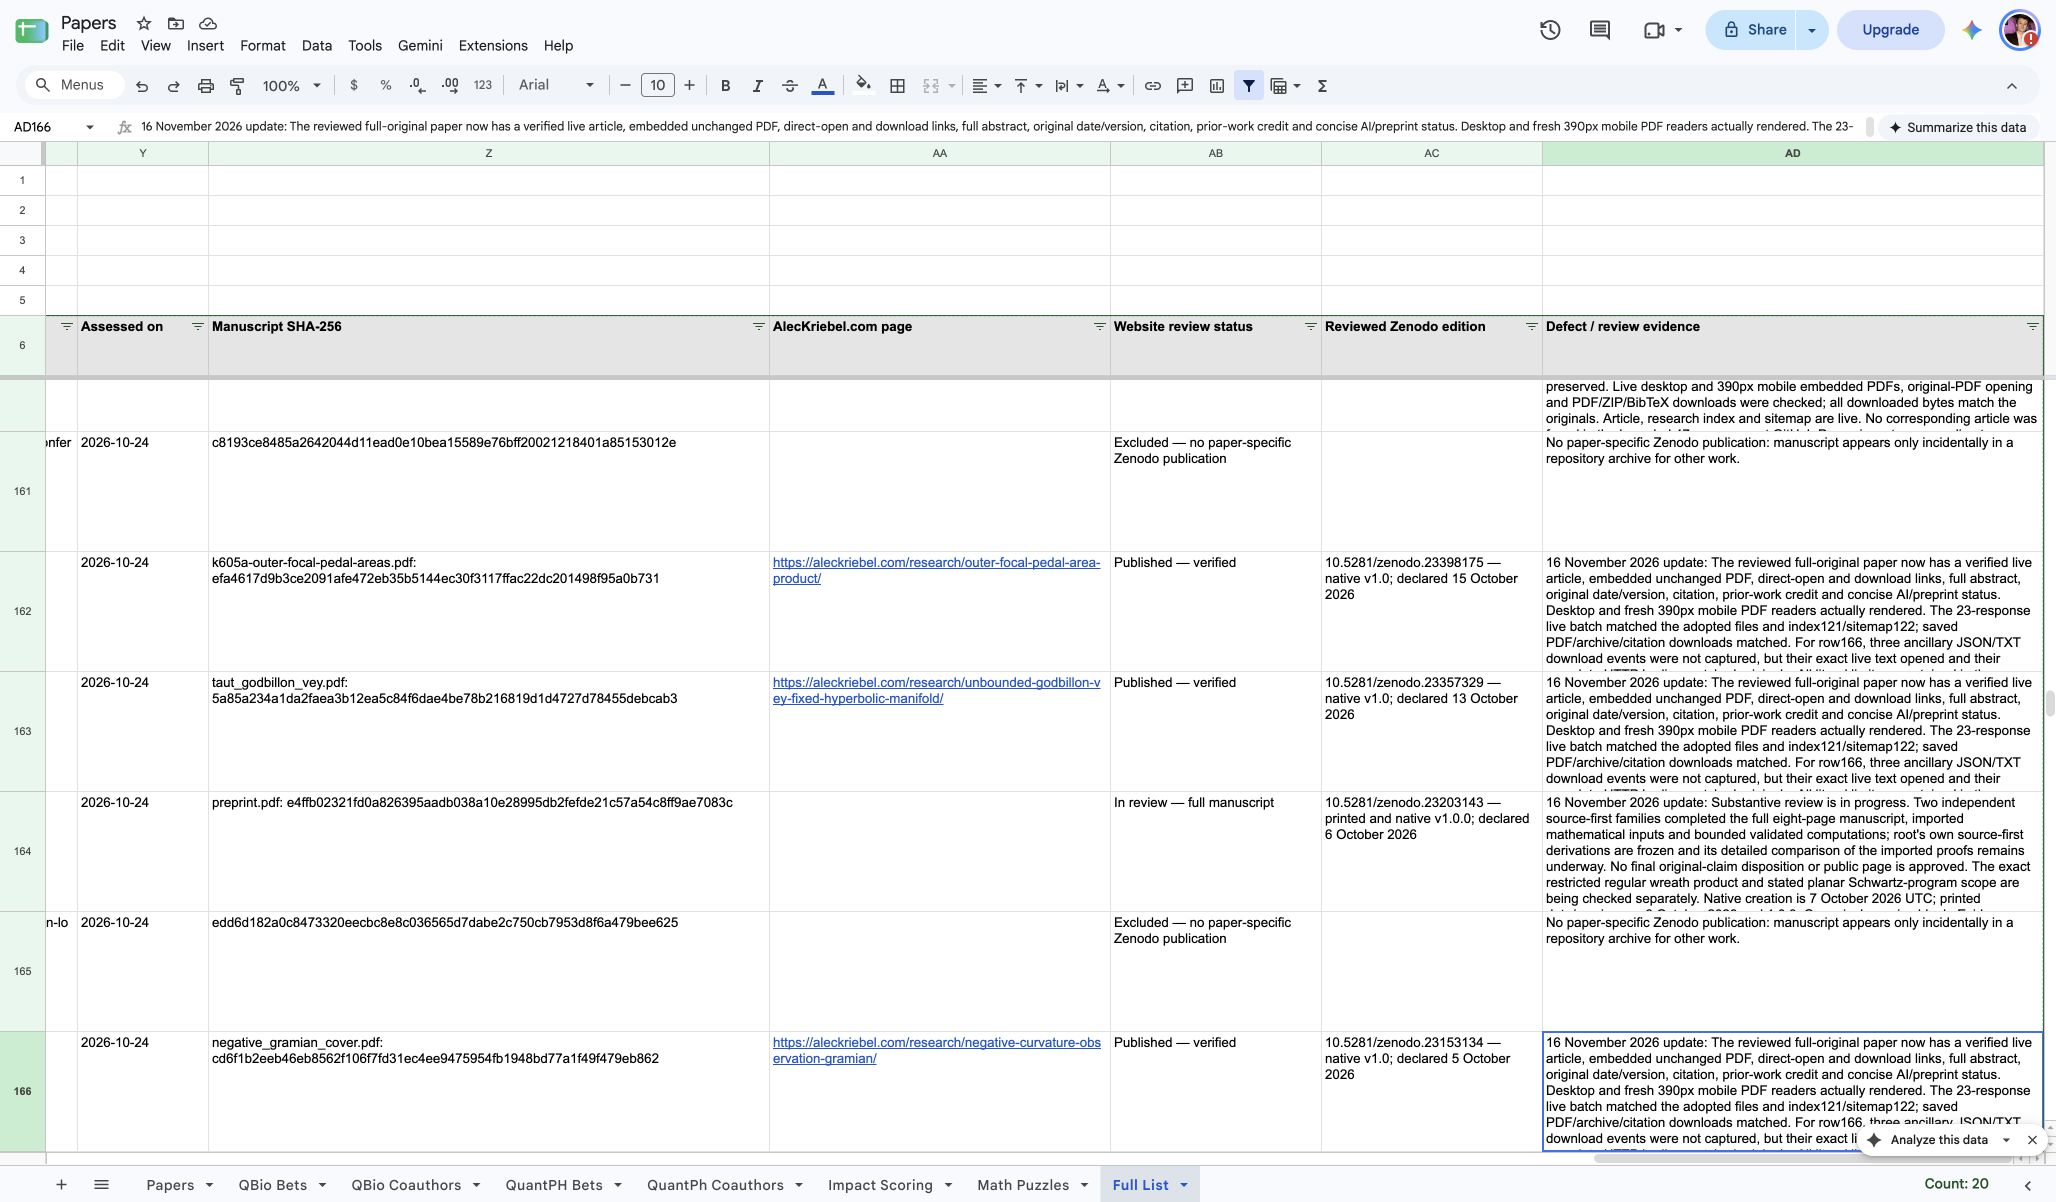 Papers
File Edit View Insert Format Data Tools Gemini Extensions Help
Share
Upgrade
Menus
100%
$ % .0 .00 123
Arial
10
B I A
AD166
fx 16 November 2026 update: The reviewed full-original paper now has a verified live article, embedded unchanged PDF, direct-open and download links, full abstract, original date/version, citation, prior-work credit and concise AI/preprint status. Desktop and fresh 390px mobile PDF readers actually rendered. The 23-
Summarize this data
Y Z AA AB AC AD
1
2
3
4
5
6
Assessed on
Manuscript SHA-256
AlecKriebel.com page
Website review status
Reviewed Zenodo edition
Defect / review evidence
preserved. Live desktop and 390px mobile embedded PDFs, original-PDF opening
and PDF/ZIP/BibTeX downloads were checked; all downloaded bytes match the
originals. Article, research index and sitemap are live. No corresponding article was
161
onfer
2026-10-24
c8193ce8485a2642044d11ead0e10bea15589e76bff20021218401a85153012e
Excluded — no paper-specific
Zenodo publication
No paper-specific Zenodo publication: manuscript appears only incidentally in a
repository archive for other work.
162
2026-10-24
k605a-outer-focal-pedal-areas.pdf:
efa4617d9b3ce2091afe472eb35b5144ec30f3117ffac22dc201498f95a0b731
https://aleckriebel.com/research/outer-focal-pedal-area-
product/
Published — verified
10.5281/zenodo.23398175 —
native v1.0; declared 15 October
2026
16 November 2026 update: The reviewed full-original paper now has a verified live
article, embedded unchanged PDF, direct-open and download links, full abstract,
original date/version, citation, prior-work credit and concise AI/preprint status.
Desktop and fresh 390px mobile PDF readers actually rendered. The 23-response
live batch matched the adopted files and index121/sitemap122; saved
PDF/archive/citation downloads matched. For row166, three ancillary JSON/TXT
download events were not captured, but their exact live text opened and their
163
2026-10-24
taut_godbillon_vey.pdf:
5a85a234a1da2faea3b12ea5c84f6dae4be78b216819d1d4727d78455debcab3
https://aleckriebel.com/research/unbounded-godbillon-v
ey-fixed-hyperbolic-manifold/
Published — verified
10.5281/zenodo.23357329 —
native v1.0; declared 13 October
2026
16 November 2026 update: The reviewed full-original paper now has a verified live
article, embedded unchanged PDF, direct-open and download links, full abstract,
original date/version, citation, prior-work credit and concise AI/preprint status.
Desktop and fresh 390px mobile PDF readers actually rendered. The 23-response
live batch matched the adopted files and index121/sitemap122; saved
PDF/archive/citation downloads matched. For row166, three ancillary JSON/TXT
download events were not captured, but their exact live text opened and their
164
2026-10-24
preprint.pdf: e4ffb02321fd0a826395aadb038a10e28995db2fefde21c57a54c8ff9ae7083c
In review — full manuscript
10.5281/zenodo.23203143 —
printed and native v1.0.0; declared
6 October 2026
16 November 2026 update: Substantive review is in progress. Two independent
source-first families completed the full eight-page manuscript, imported
mathematical inputs and bounded validated computations; root's own source-first
derivations are frozen and its detailed comparison of the imported proofs remains
underway. No final original-claim disposition or public page is approved. The exact
restricted regular wreath product and stated planar Schwartz-program scope are
being checked separately. Native creation is 7 October 2026 UTC; printed
165
n-lo
2026-10-24
edd6d182a0c8473320eecbc8e8c036565d7dabe2c750cb7953d8f6a479bee625
Excluded — no paper-specific
Zenodo publication
No paper-specific Zenodo publication: manuscript appears only incidentally in a
repository archive for other work.
166
2026-10-24
negative_gramian_cover.pdf:
cd6f1b2eeb46eb8562f106f7fd31ec4ee9475954fb1948bd77a1f49f479eb862
https://aleckriebel.com/research/negative-curvature-obs
ervation-gramian/
Published — verified
10.5281/zenodo.23153134 —
native v1.0; declared 5 October
2026
16 November 2026 update: The reviewed full-original paper now has a verified live
article, embedded unchanged PDF, direct-open and download links, full abstract,
original date/version, citation, prior-work credit and concise AI/preprint status.
Desktop and fresh 390px mobile PDF readers actually rendered. The 23-response
live batch matched the adopted files and index121/sitemap122; saved
PDF/archive/citation downloads matched. For row166, three ancillary JSON/TXT
download events were not captured, but their exact li
Analyze this data
Papers QBio Bets QBio Coauthors QuantPH Bets QuantPh Coauthors Impact Scoring Math Puzzles Full List
Count: 20